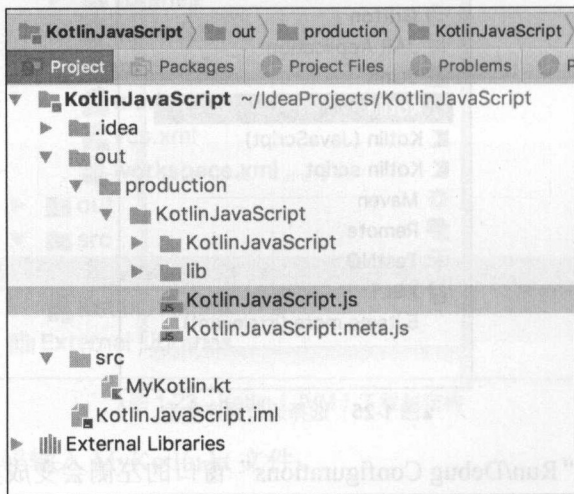 KotlinJavaScript out production KotlinJavaScript
Project Packages Project Files Problems P
KotlinJavaScript ~/IdeaProjects/KotlinJavaScript
.idea
out
production
KotlinJavaScript
KotlinJavaScript
lib
KotlinJavaScript.js
KotlinJavaScript.meta.js
src
MyKotlin.kt
KotlinJavaScript.iml
External Libraries